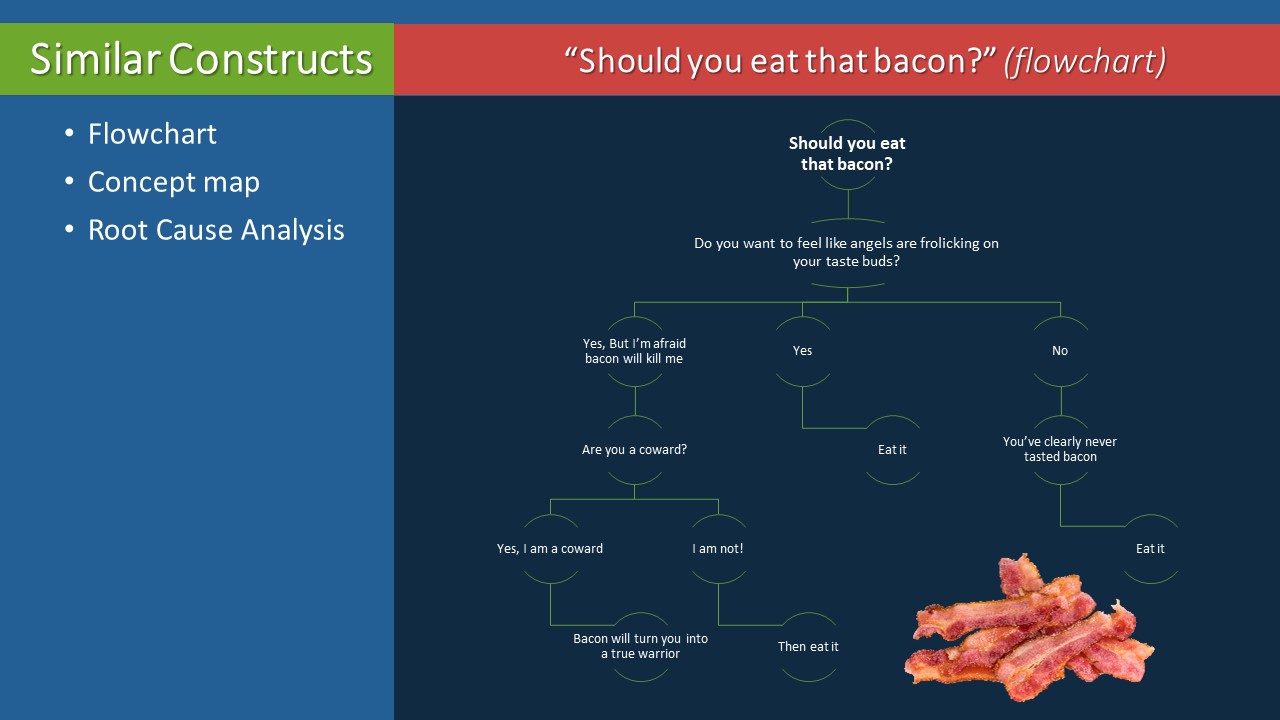 Similar Constructs
“Should you eat that bacon?” (flowchart)
• Flowchart
• Concept map
• Root Cause Analysis
Should you eat
that bacon?
Do you want to feel like angels are frolicking on
your taste buds?
Yes, But I’m afraid
bacon will kill me
Yes
No
Are you a coward?
Eat it
You’ve clearly never
tasted bacon
Yes, I am a coward
I am not!
Eat it
Bacon will turn you into
a true warrior
Then eat it